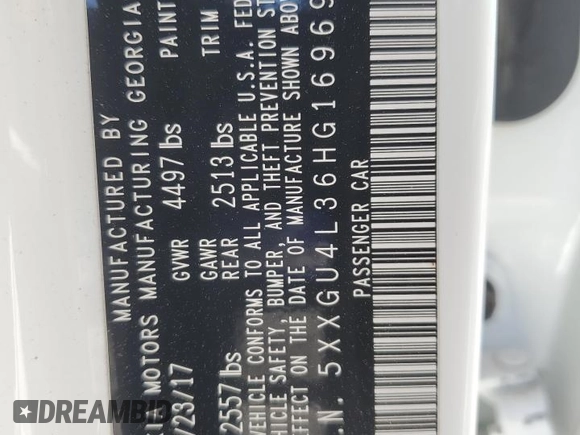 MANUFACTURED BY
MOTORS MANUFACTURING GEORGIA
/23/17 GVWR 4497 lbs PAINT
GAWR
2557 lbs REAR 2513 lbs TRIM
VEHICLE CONFORMS TO ALL APPLICABLE U.S.A. FED
VEHICLE SAFETY, BUMPER, AND THEFT PREVENTION ST
EFFECT ON THE DATE OF MANUFACTURE SHOWN ABOV
.N. 5XXGU4L36HG16969
PASSENGER CAR
DREAMBID